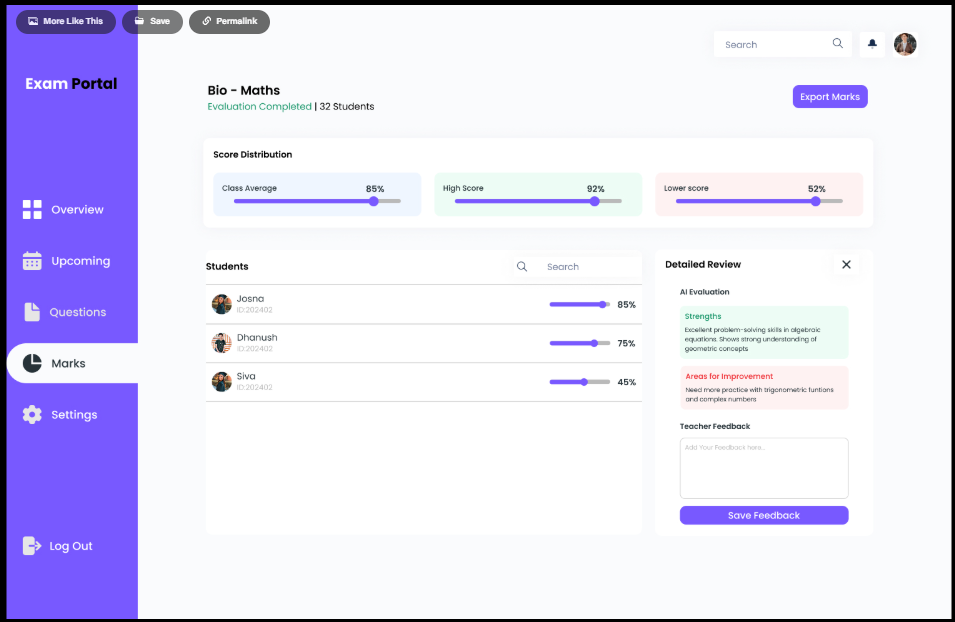 More Like This
Save
Permalink
Search
Exam Portal
Bio - Maths
Evaluation Completed | 32 Students
Export Marks
Score Distribution
Class Average 85%
High Score 92%
Lower score 52%
Overview
Upcoming
Questions
Marks
Settings
Log Out
Students
Search
Josna
ID:202402
85%
Dhanush
ID:202402
75%
Siva
ID:202402
45%
Detailed Review
AI Evaluation
Strengths
Excellent problem-solving skills in algebraic
equations. Shows strong understanding of
geometric concepts
Areas for Improvement
Need more practice with trigonometric funtions
and complex numbers
Teacher Feedback
Add Your Feedback here...
Save Feedback